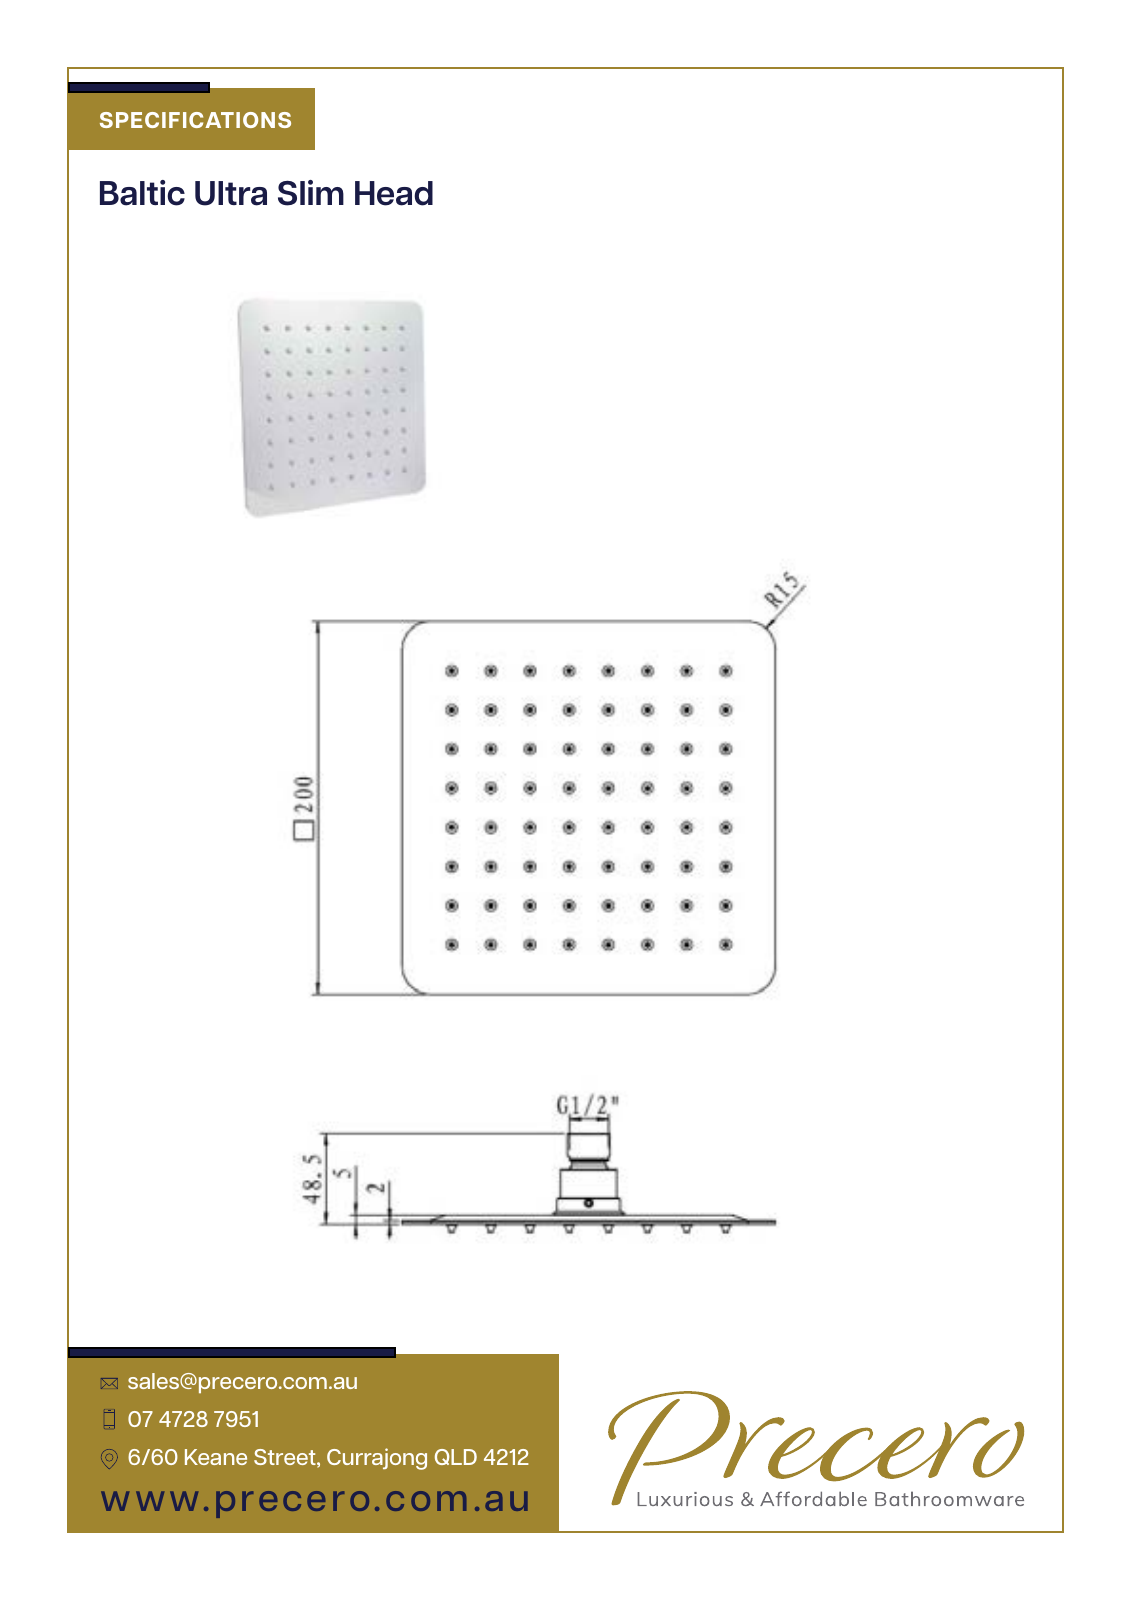 SPECIFICATIONS
Baltic Ultra Slim Head
R15
□200
G1/2"
48.5
5
2
sales@precero.com.au
07 4728 7951
6/60 Keane Street, Currajong QLD 4212
www.precero.com.au
Precero
Luxurious & Affordable Bathroomware